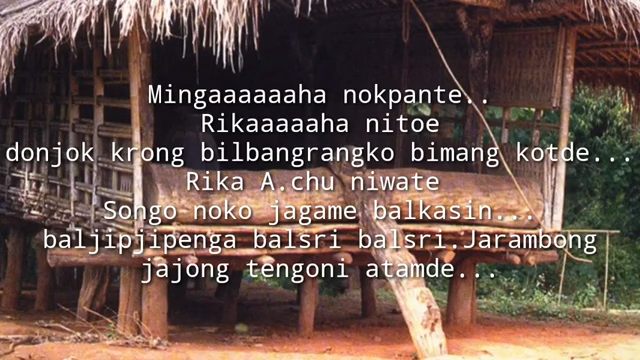 Mingaaaaaaha nokpante..
Rikaaaaaha nitoe
donjok krong bilbangrangko bimang kotde...
Rika A.chu niwate
Songo noko jagame balkasin...
baljipjipenga balsri balsri.Jarambong
jajong tengoni atamde...